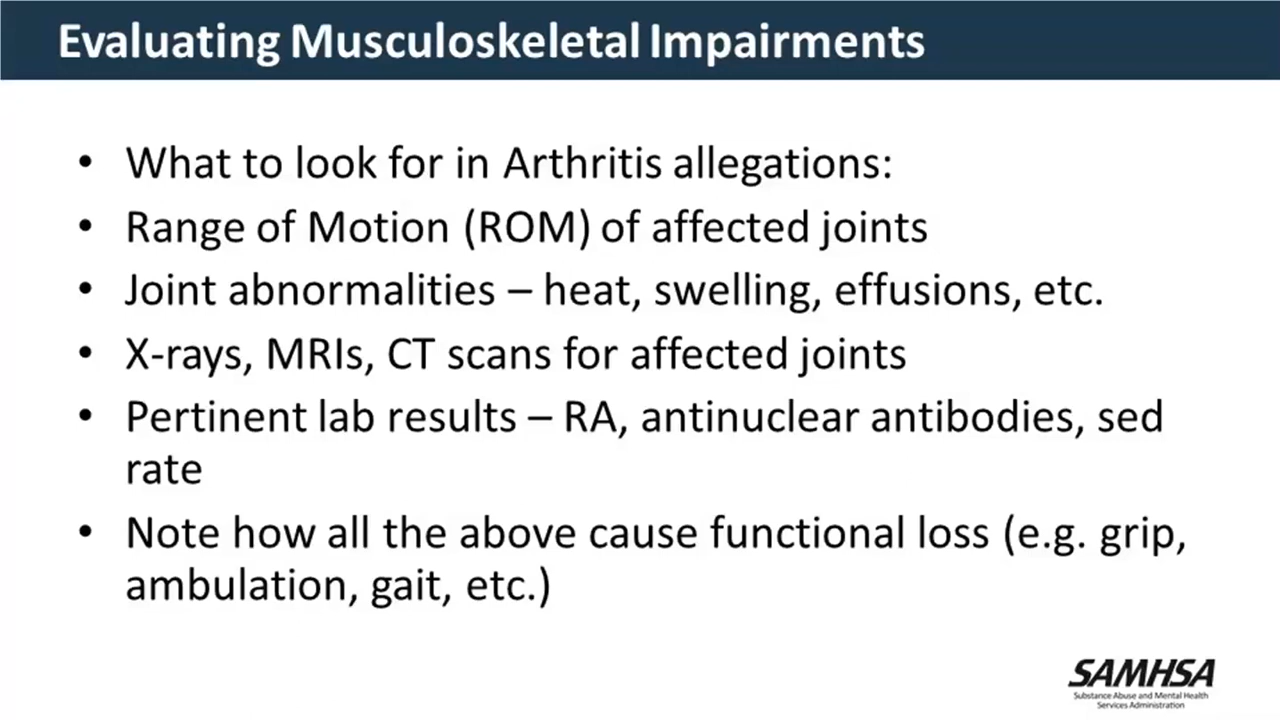 Evaluating Musculoskeletal Impairments
• What to look for in Arthritis allegations:
• Range of Motion (ROM) of affected joints
• Joint abnormalities – heat, swelling, effusions, etc.
• X-rays, MRIs, CT scans for affected joints
• Pertinent lab results – RA, antinuclear antibodies, sed
rate
• Note how all the above cause functional loss (e.g. grip,
ambulation, gait, etc.)
SAMHSA
Substance Abuse and Mental Health
Services Administration